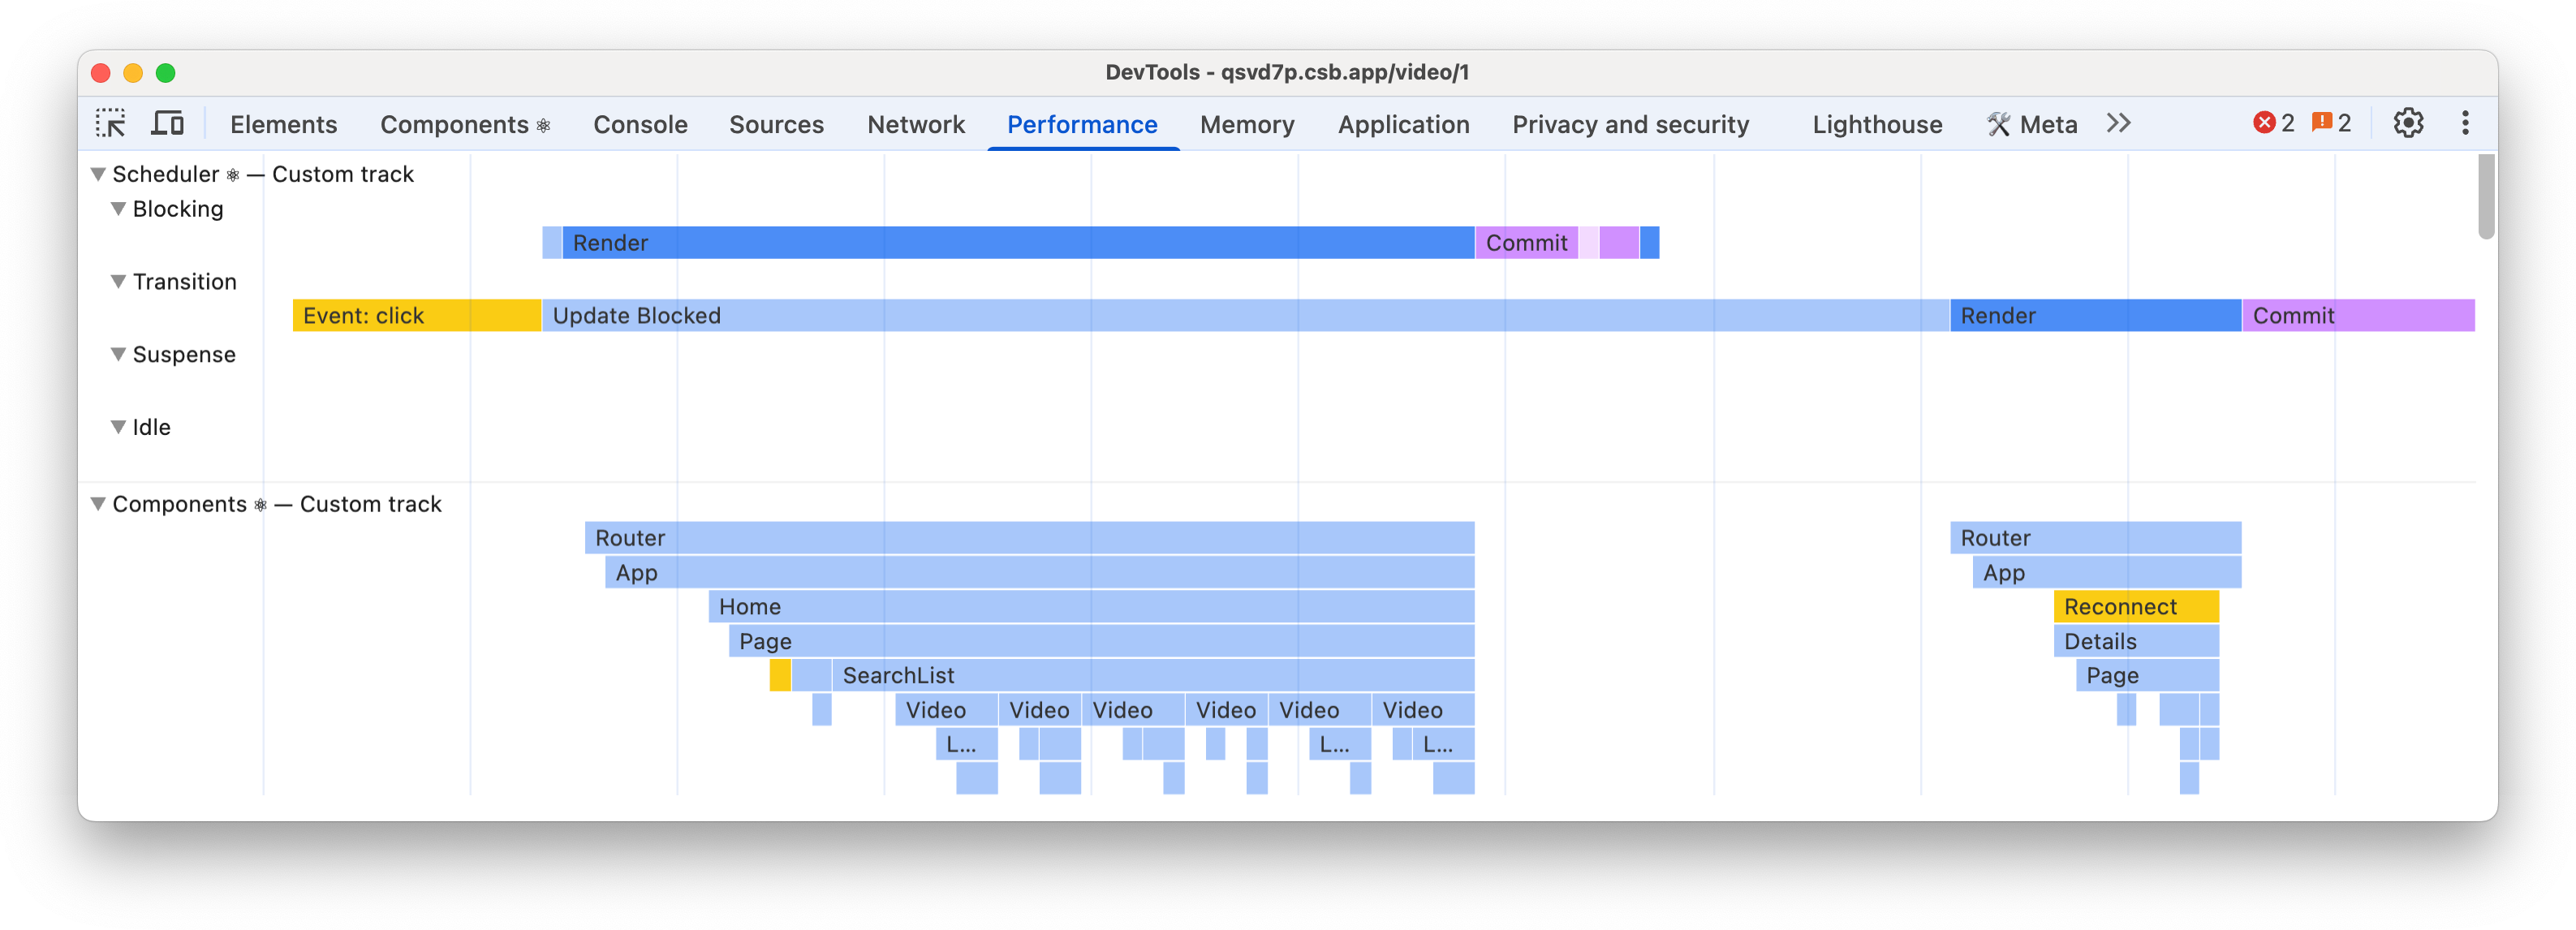 DevTools - qsvd7p.csb.app/video/1
Elements Components ⚛ Console Sources Network Performance Memory Application Privacy and security Lighthouse 🛠 Meta 2 2
Scheduler ⚛ — Custom track
Blocking
Render Commit
Transition
Event: click Update Blocked Render Commit
Suspense
Idle
Components ⚛ — Custom track
Router Router
App App
Home Reconnect
Page Details
SearchList Page
Video Video Video Video Video Video
L... L... L...